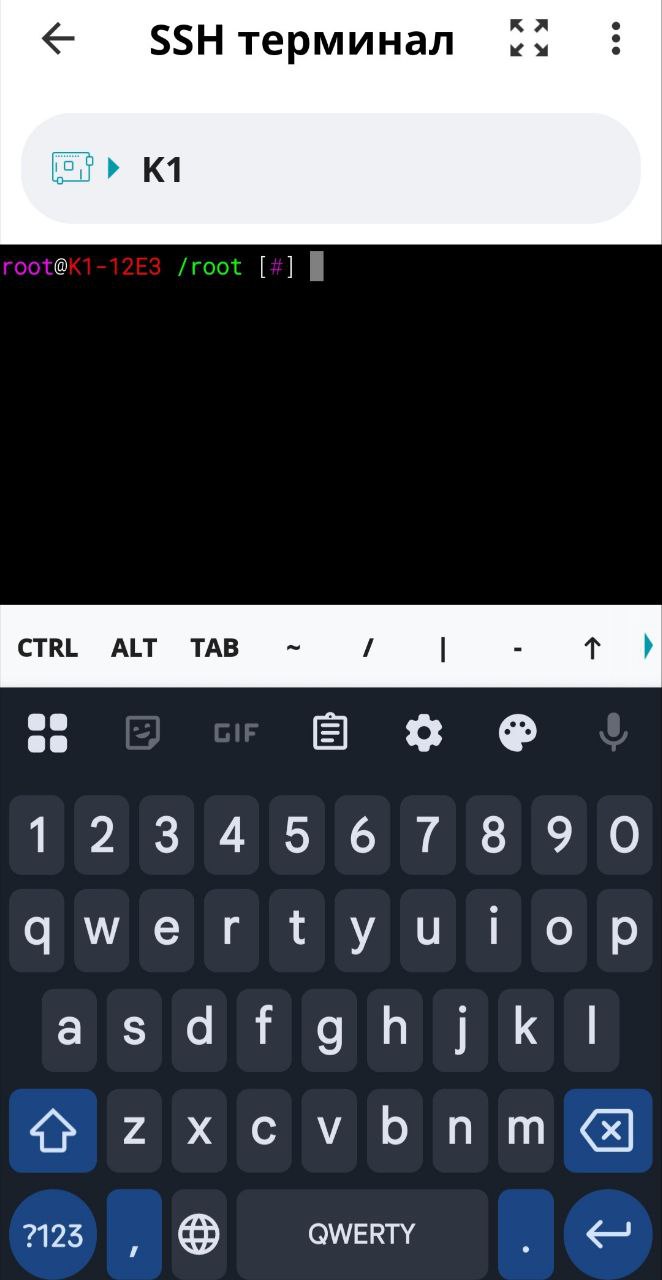 SSH терминал
K1
root@K1-12E3 /root [#]
CTRL ALT TAB ~ / | - ↑
GIF
1 2 3 4 5 6 7 8 9 0
q w e r t y u i o p
a s d f g h j k l
z x c v b n m
?123 , QWERTY .